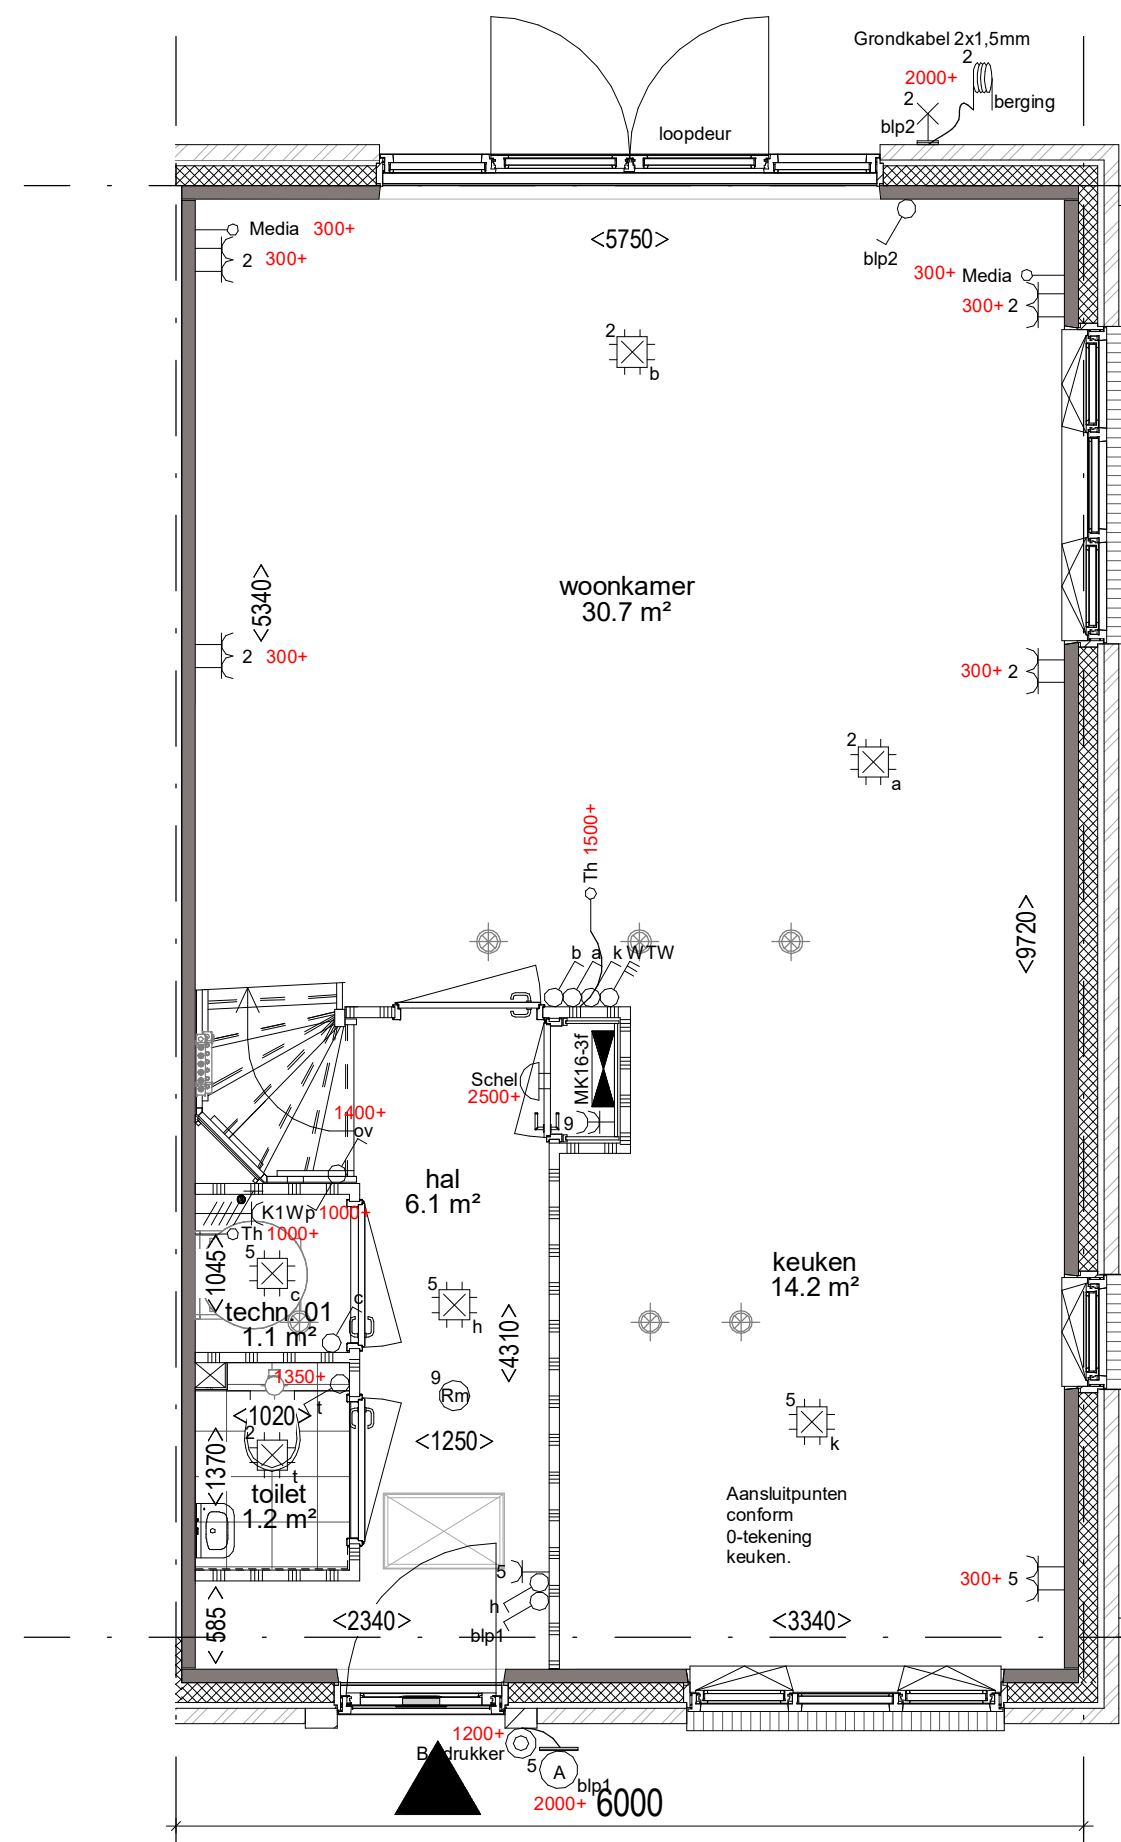 Grondkabel 2x1,5mm
2
2000+
2
berging
blp2
loopdeur
Media 300+
2 300+
<5750>
blp2
300+ Media
300+ 2
2
b
<5340>
woonkamer
30.7 m²
2 300+
300+ 2
2
a
Th 1500+
<9720>
b a k WTW
MK16-3f
Schel
2500+
9
1400+
ov
hal
6.1 m²
K1Wp 1000+
Th 1000+
5
c
<1045>
techn. 01
1.1 m²
c
5
h
<4310>
keuken
14.2 m²
1350+
t
<1020>
2
t
<1370>
toilet
1.2 m²
9
Rm
<1250>
5
k
Aansluitpunten
conform
0-tekening
keuken.
5
h
blp1
300+ 5
<585>
<2340>
<3340>
1200+
5
A
blp1
2000+
6000